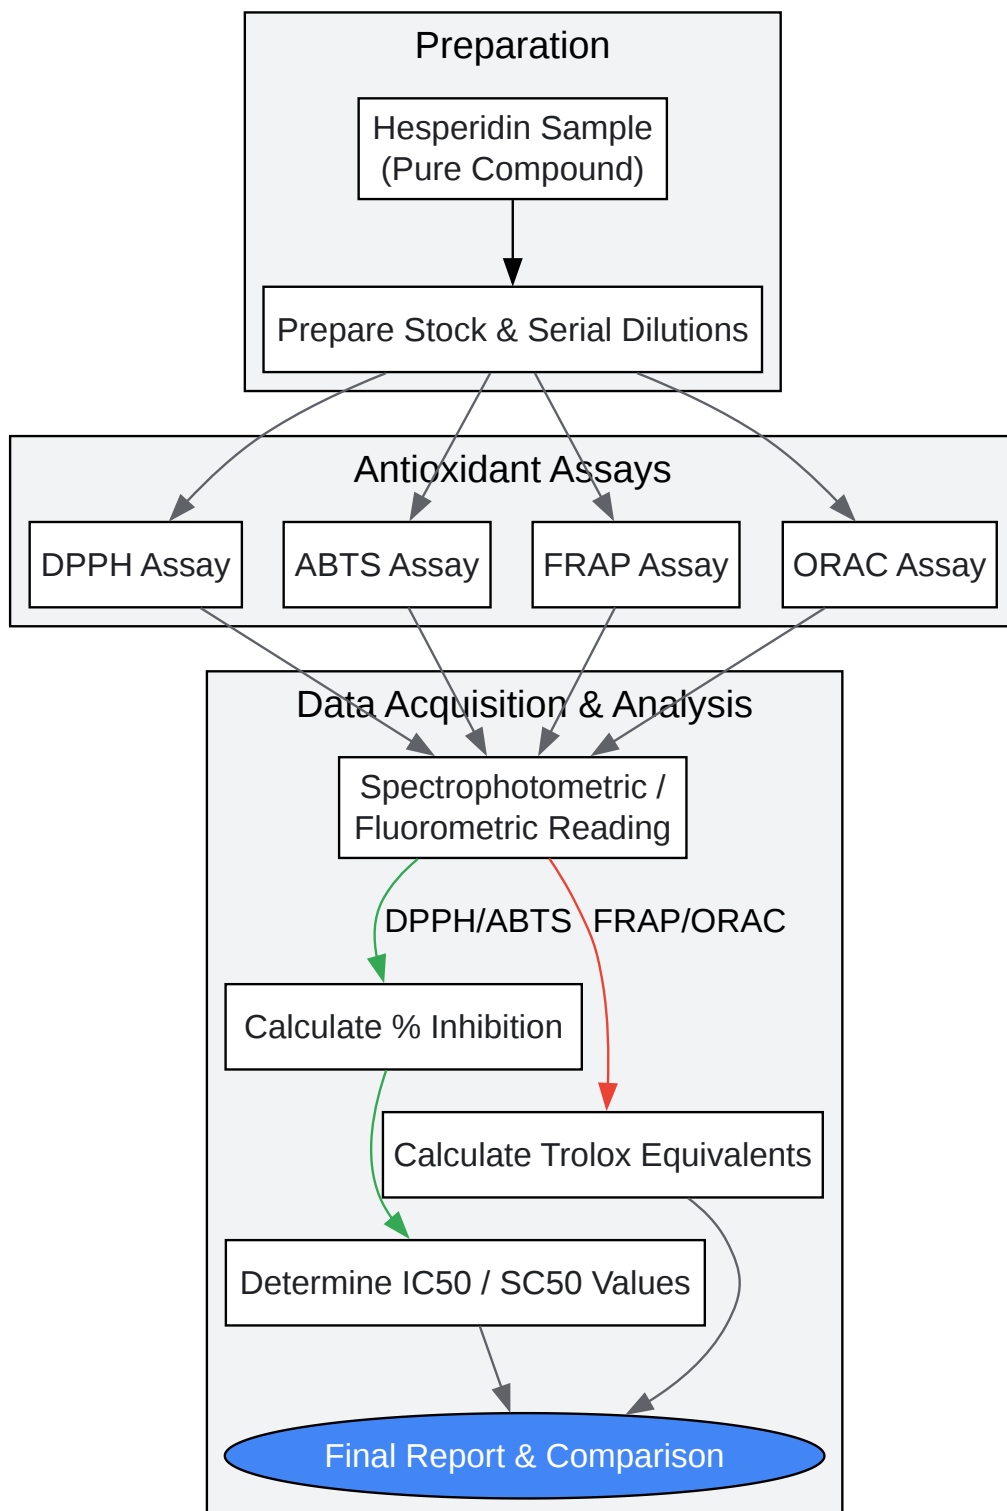 Preparation
Hesperidin Sample
(Pure Compound)
Prepare Stock & Serial Dilutions
Antioxidant Assays
DPPH Assay
ABTS Assay
FRAP Assay
ORAC Assay
Data Acquisition & Analysis
Spectrophotometric /
Fluorometric Reading
DPPH/ABTS
FRAP/ORAC
Calculate % Inhibition
Calculate Trolox Equivalents
Determine IC50 / SC50 Values
Final Report & Comparison